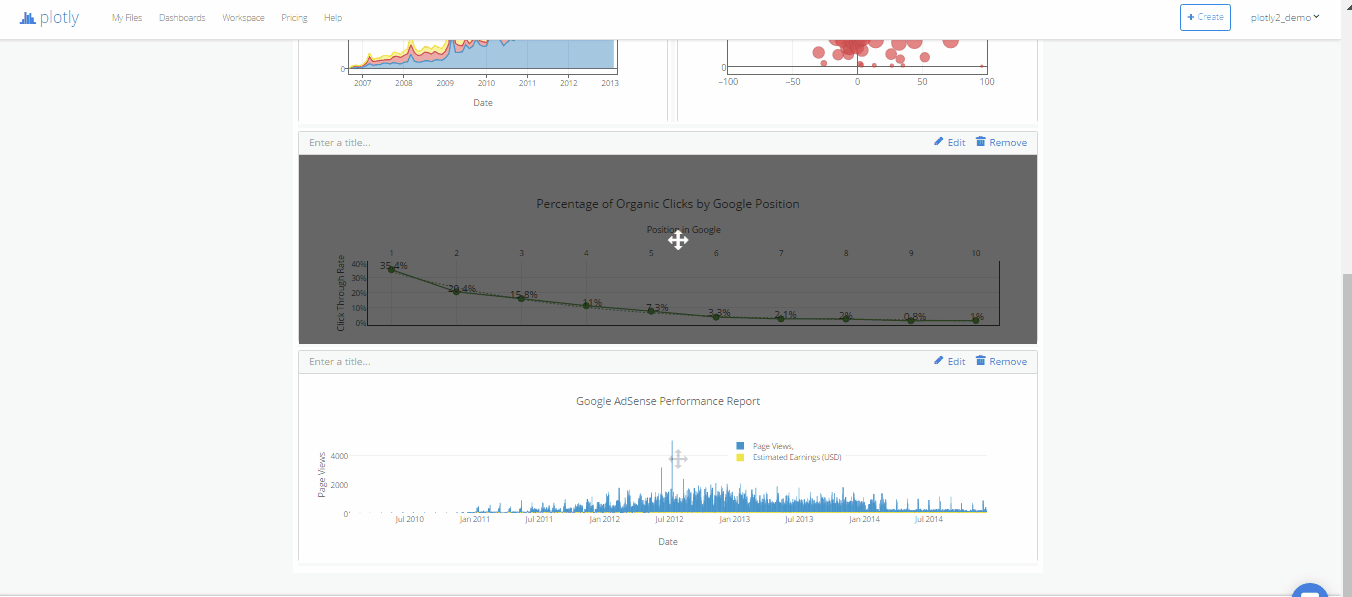 plotly My Files Dashboards Workspace Pricing Help + Create plotly2_demo
0 0
2007 2008 2009 2010 2011 2012 2013 −100 −50 0 50 100
Date
Enter a title... Edit Remove
Percentage of Organic Clicks by Google Position
Position in Google
1 2 3 4 5 6 7 8 9 10
Click Through Rate
40%
30%
20%
10%
0%
35.4% 20.4% 15.8% 11% 7.3% 3.3% 2.1% 2% 0.8% 1%
Enter a title... Edit Remove
Google AdSense Performance Report
Page Views,
Estimated Earnings (USD)
Page Views
4000
2000
0
Jul 2010 Jan 2011 Jul 2011 Jan 2012 Jul 2012 Jan 2013 Jul 2013 Jan 2014 Jul 2014
Date